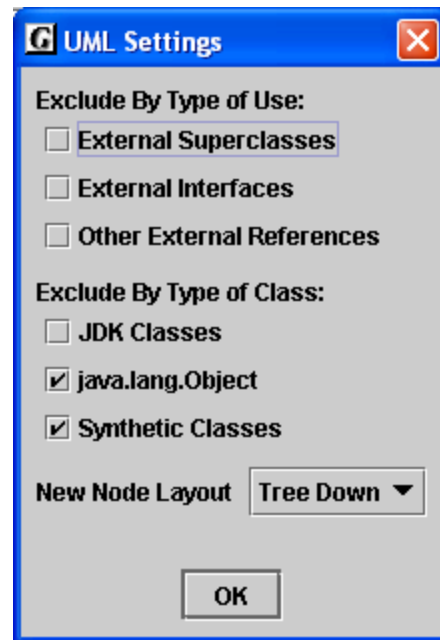 G UML Settings
Exclude By Type of Use:
External Superclasses
External Interfaces
Other External References
Exclude By Type of Class:
JDK Classes
java.lang.Object
Synthetic Classes
New Node Layout Tree Down
OK